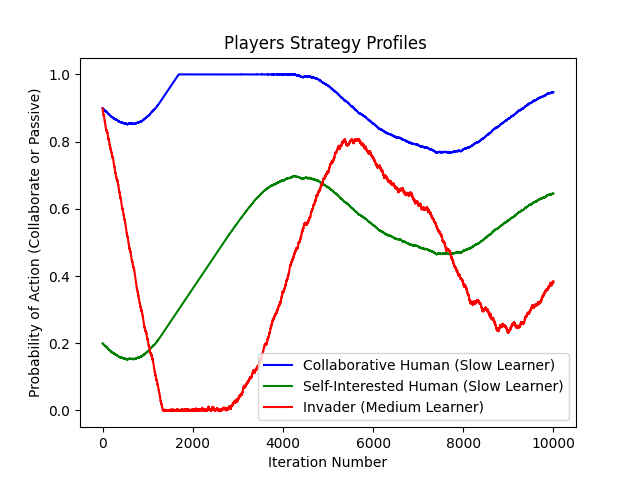 Players Strategy Profiles
Probability of Action (Collaborate or Passive)
1.0
0.8
0.6
0.4
0.2
0.0
Collaborative Human (Slow Learner)
Self-Interested Human (Slow Learner)
Invader (Medium Learner)
0 2000 4000 6000 8000 10000
Iteration Number